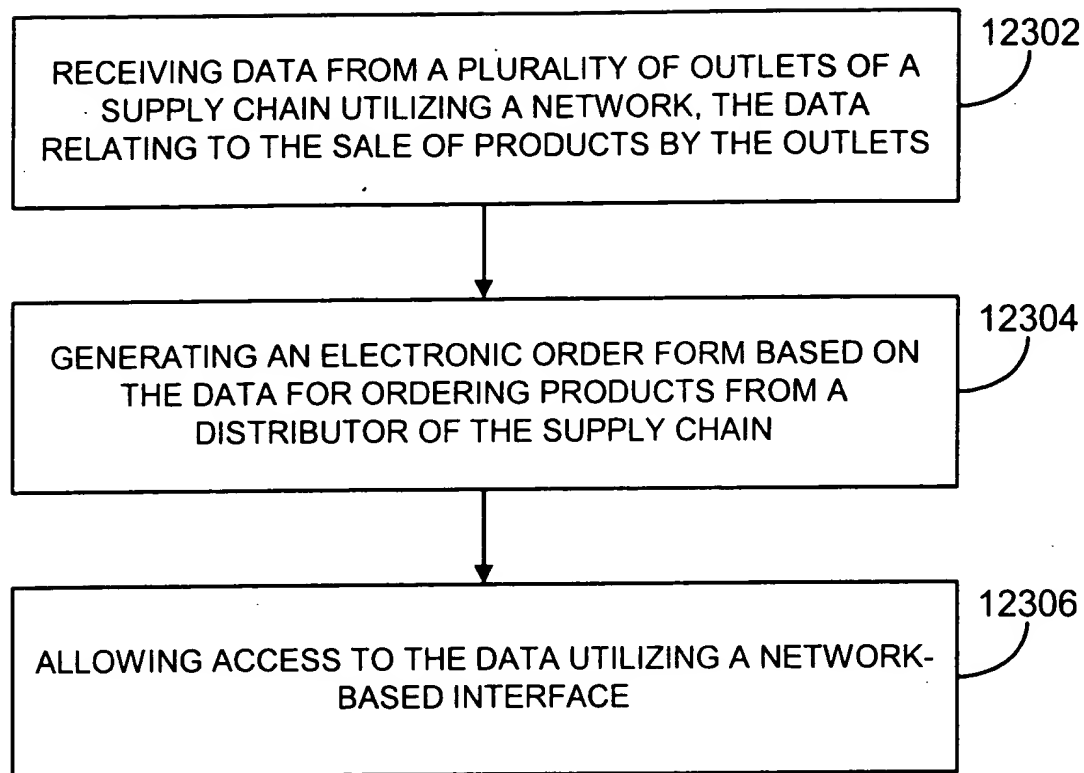 12302
RECEIVING DATA FROM A PLURALITY OF OUTLETS OF A
SUPPLY CHAIN UTILIZING A NETWORK, THE DATA
RELATING TO THE SALE OF PRODUCTS BY THE OUTLETS
12304
GENERATING AN ELECTRONIC ORDER FORM BASED ON
THE DATA FOR ORDERING PRODUCTS FROM A
DISTRIBUTOR OF THE SUPPLY CHAIN
12306
ALLOWING ACCESS TO THE DATA UTILIZING A NETWORK-
BASED INTERFACE